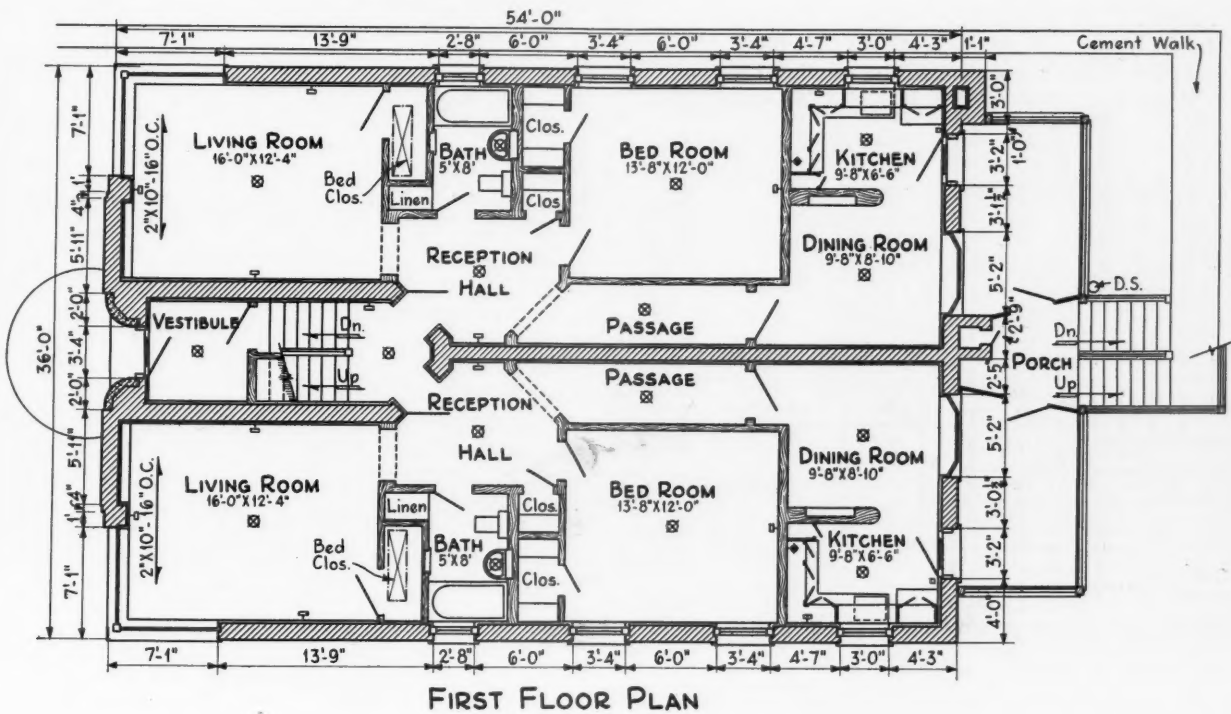 54'-0"
7'-1" 13'-9" 2'-8" 6'-0" 3'-4" 6'-0" 3'-4" 4'-7" 3'-0" 4'-3" 1'-1"
Cement Walk
36'-0"
7'-1"
1'-
4"
5'-11"
2'-0"
3'-4"
2'-0"
5'-11"
7'-1"
2"X10"-16" O.C.
LIVING ROOM
16'-0"X12'-4"
Bed
Clos.
Linen
BATH
5'X8'
Clos.
Clos.
BED ROOM
13'-8"X12'-0"
KITCHEN
9'-8"X6'-6"
DINING ROOM
9'-8"X8'-10"
RECEPTION
HALL
PASSAGE
VESTIBULE
Dn.
Up
PASSAGE
RECEPTION
HALL
2"X10"-16" O.C.
LIVING ROOM
16'-0"X12'-4"
Linen
Bed
Clos.
BATH
5'X8'
Clos.
Clos.
BED ROOM
13'-8"X12'-0"
DINING ROOM
9'-8"X8'-10"
KITCHEN
9'-8"X6'-6"
3'-0"
1'-0"
3'-2"
3'-1½"
5'-2"
2'-9"
2'-5"
5'-2"
3'-0½"
3'-2"
4'-0"
D.S.
Dn.
PORCH
Up
7'-1" 13'-9" 2'-8" 6'-0" 3'-4" 6'-0" 3'-4" 4'-7" 3'-0" 4'-3"
FIRST FLOOR PLAN